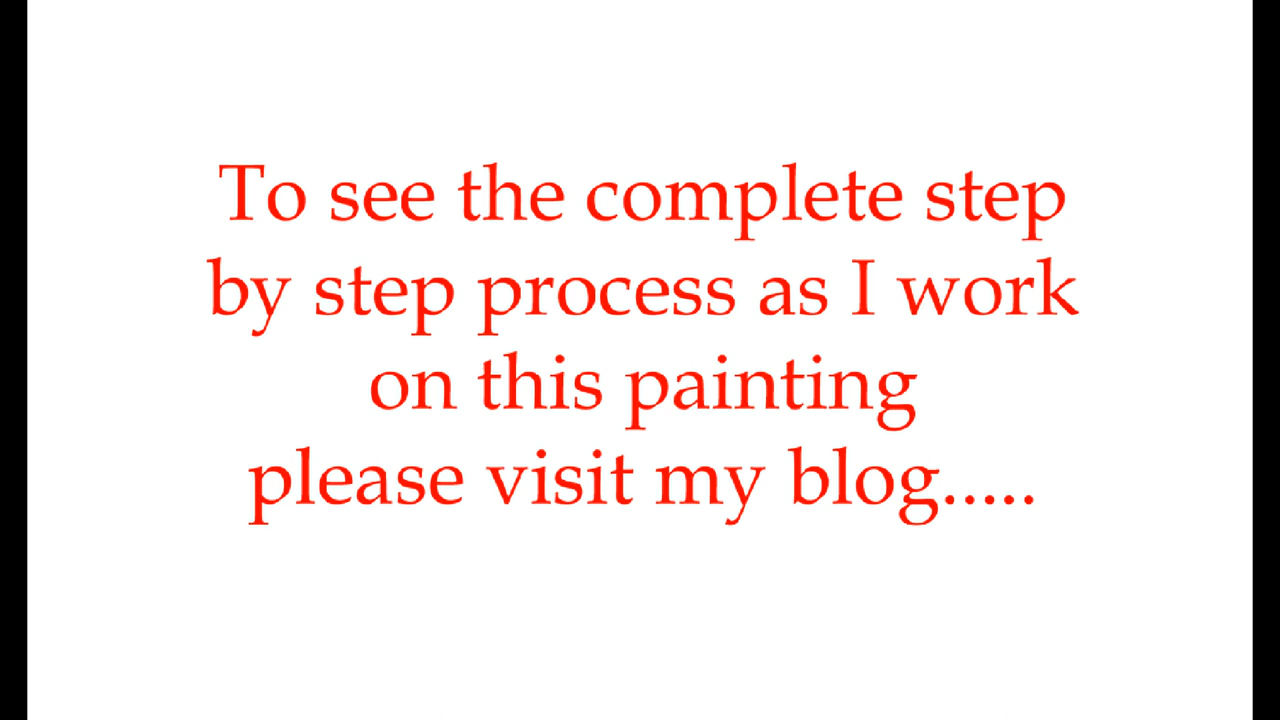 To see the complete step
by step process as I work
on this painting
please visit my blog.....